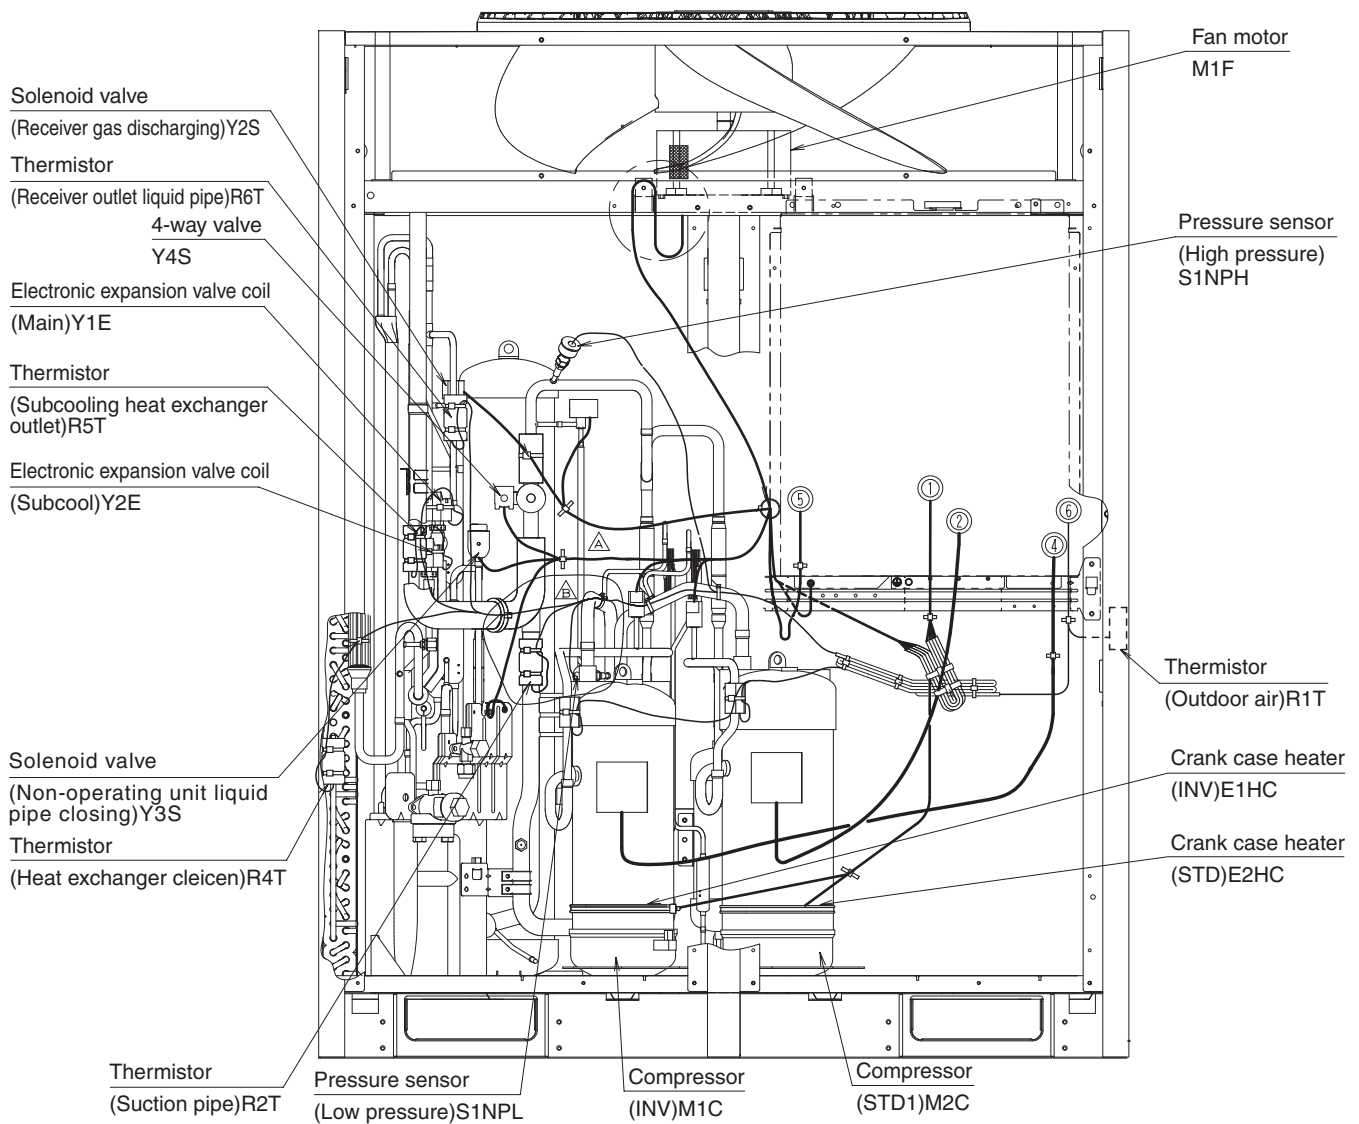 Fan motor
M1F
Solenoid valve
(Receiver gas discharging)Y2S
Thermistor
(Receiver outlet liquid pipe)R6T
4-way valve
Y4S
Pressure sensor
(High pressure)
S1NPH
Electronic expansion valve coil
(Main)Y1E
Thermistor
(Subcooling heat exchanger
outlet)R5T
Electronic expansion valve coil
(Subcool)Y2E
5
1
2
6
4
A
B
Thermistor
(Outdoor air)R1T
Solenoid valve
(Non-operating unit liquid
pipe closing)Y3S
Crank case heater
(INV)E1HC
Thermistor
(Heat exchanger cleicen)R4T
Crank case heater
(STD)E2HC
Thermistor
(Suction pipe)R2T
Pressure sensor
(Low pressure)S1NPL
Compressor
(INV)M1C
Compressor
(STD1)M2C